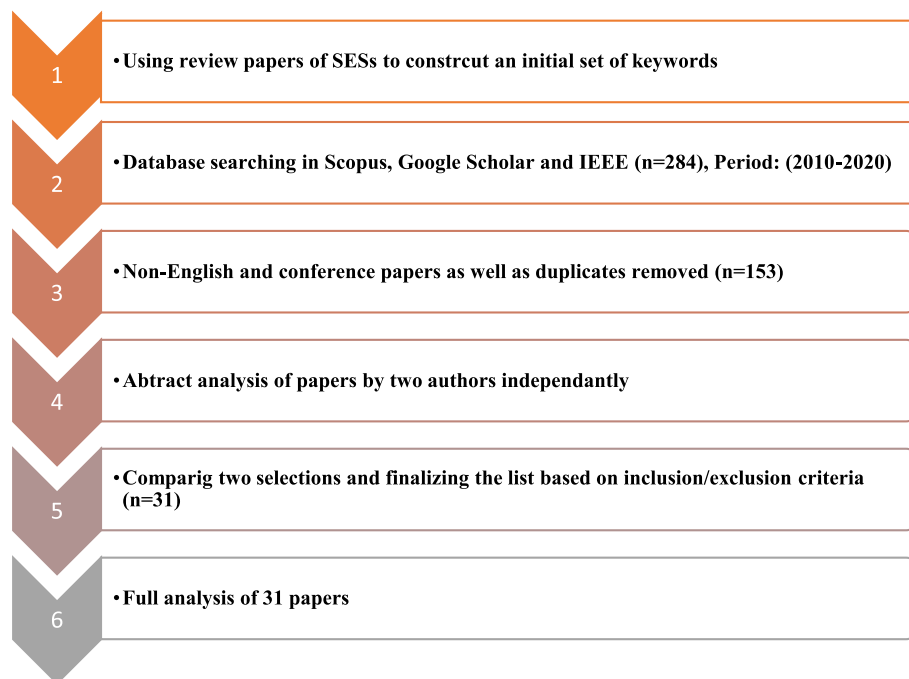 1
•Using review papers of SESs to constrcut an initial set of keywords
2
•Database searching in Scopus, Google Scholar and IEEE (n=284), Period: (2010-2020)
3
•Non-English and conference papers as well as duplicates removed (n=153)
4
•Abtract analysis of papers by two authors independantly
5
•Comparig two selections and finalizing the list based on inclusion/exclusion criteria
(n=31)
6
•Full analysis of 31 papers